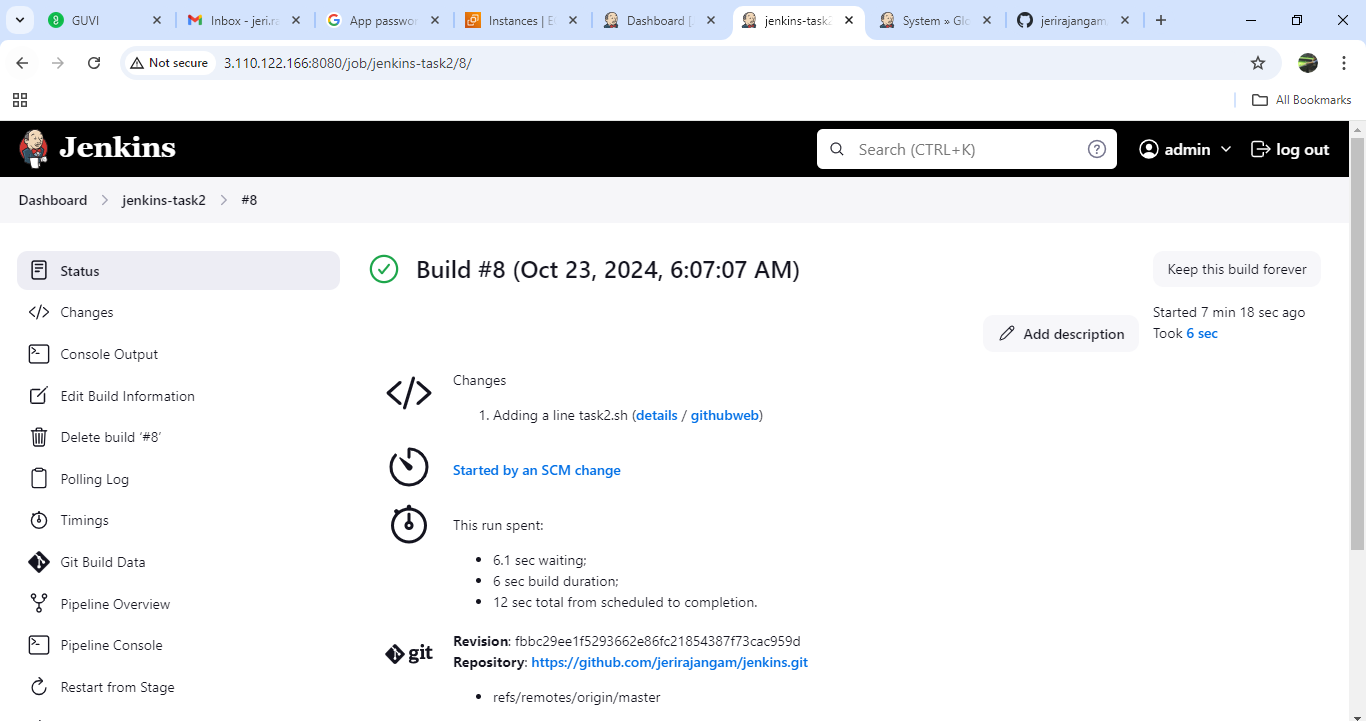 GUVI
Inbox - jeri.r
App passwor
Instances | E
Dashboard [
jenkins-task2
System » Glo
jerirajangam
Not secure
3.110.122.166:8080/job/jenkins-task2/8/
All Bookmarks
Jenkins
Search (CTRL+K)
?
admin
log out
Dashboard
jenkins-task2
#8
Status
Changes
Console Output
Edit Build Information
Delete build ‘#8’
Polling Log
Timings
Git Build Data
Pipeline Overview
Pipeline Console
Restart from Stage
Build #8 (Oct 23, 2024, 6:07:07 AM)
Keep this build forever
Started 7 min 18 sec ago
Took 6 sec
Add description
Changes
1. Adding a line task2.sh (details / githubweb)
Started by an SCM change
This run spent:
• 6.1 sec waiting;
• 6 sec build duration;
• 12 sec total from scheduled to completion.
git
Revision: fbbc29ee1f5293662e86fc21854387f73cac959d
Repository: https://github.com/jerirajangam/jenkins.git
• refs/remotes/origin/master